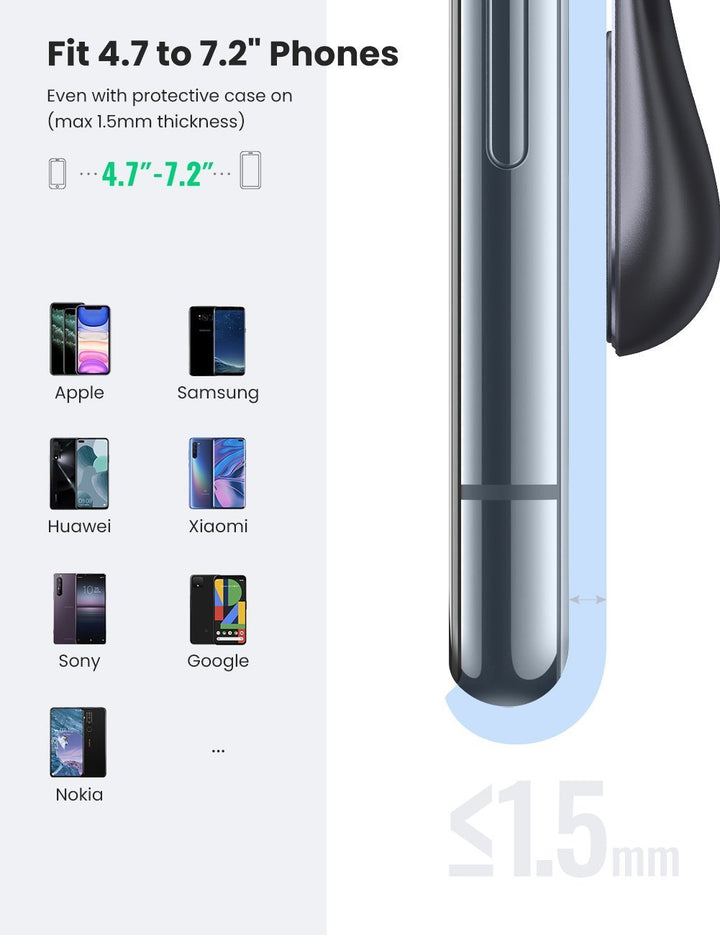 Fit 4.7 to 7.2" Phones
Even with protective case on
(max 1.5mm thickness)
···4.7″-7.2″···
Apple
Samsung
Huawei
Xiaomi
Sony
Google
Nokia
...
≤1.5mm